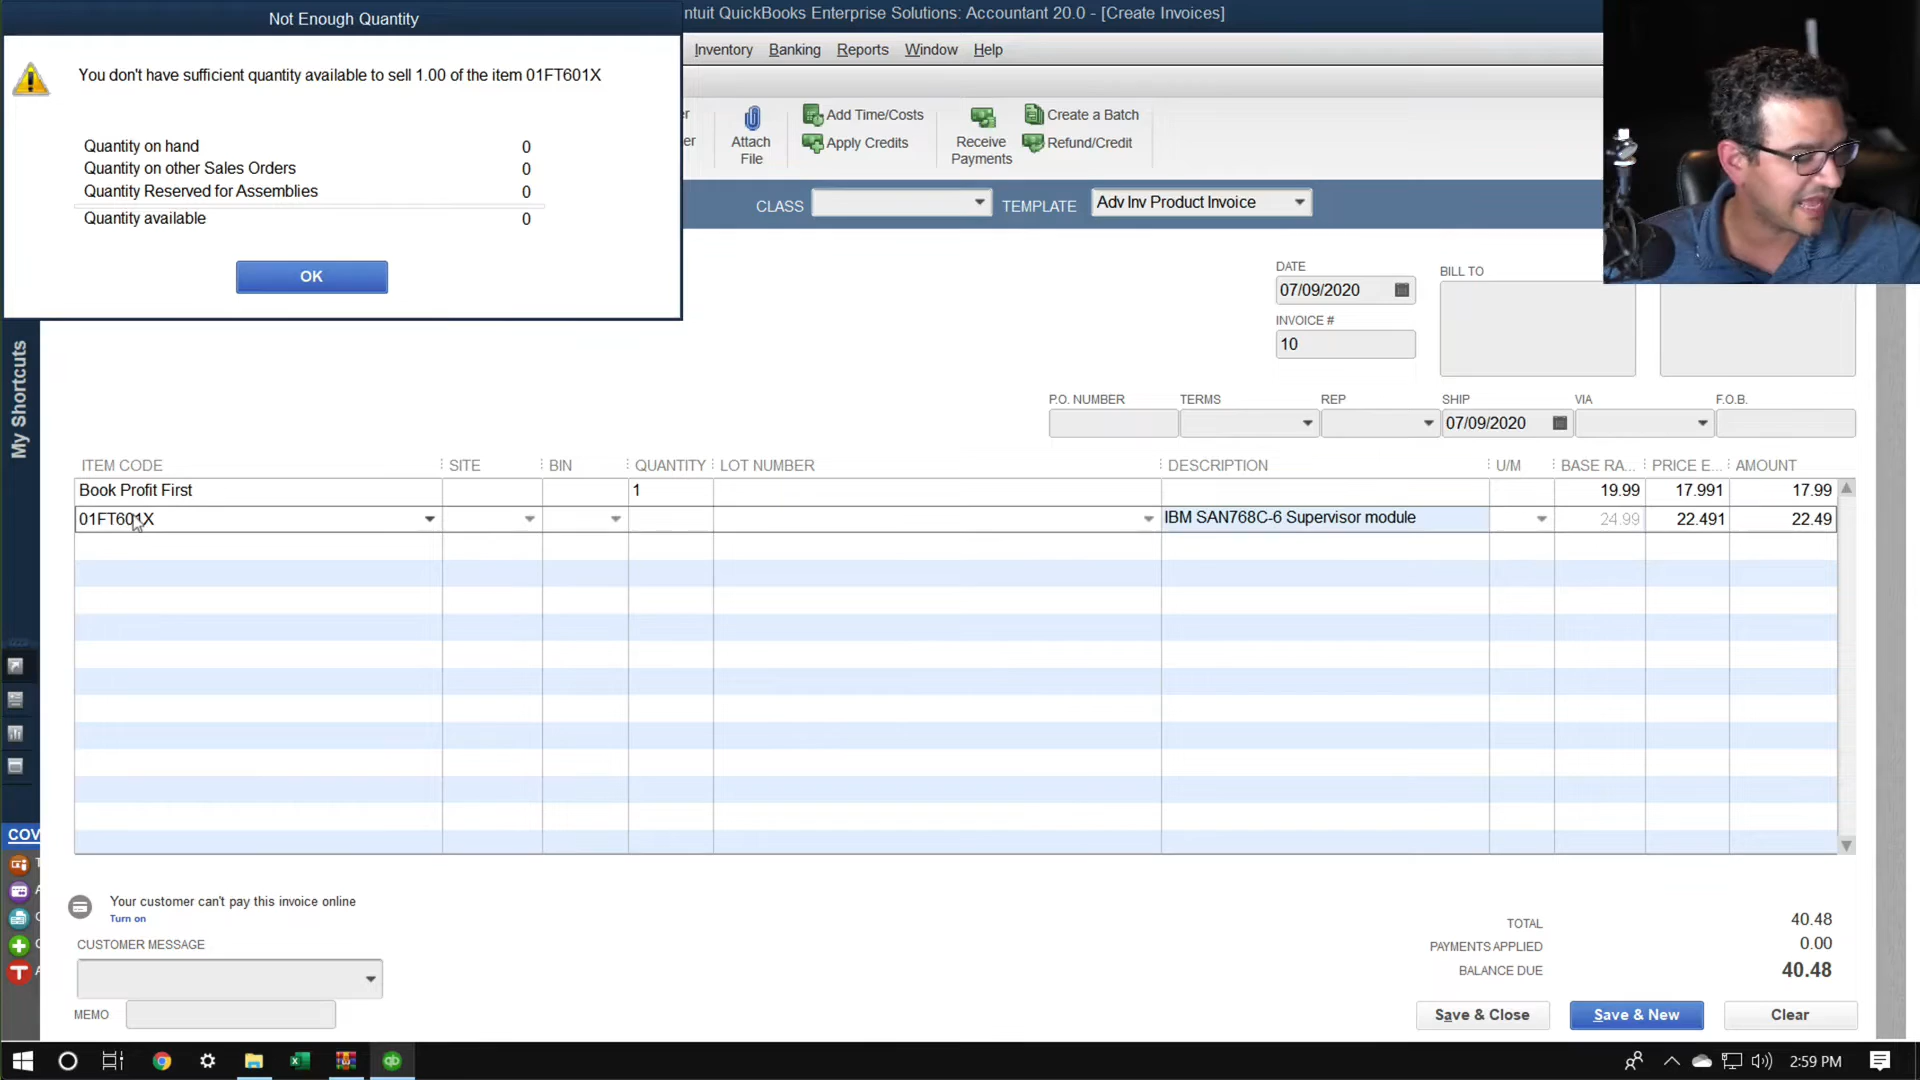 Not Enough Quantity
ntuit QuickBooks Enterprise Solutions: Accountant 20.0 - [Create Invoices]
You don't have sufficient quantity available to sell 1.00 of the item 01FT601X
Quantity on hand 0
Quantity on other Sales Orders 0
Quantity Reserved for Assemblies 0
Quantity available 0
OK
Inventory Banking Reports Window Help
er
er
Attach File
Add Time/Costs
Apply Credits
Receive Payments
Create a Batch
Refund/Credit
CLASS
TEMPLATE Adv Inv Product Invoice
DATE
07/09/2020
INVOICE #
10
BILL TO
My Shortcuts
P.O. NUMBER TERMS REP SHIP VIA F.O.B.
07/09/2020
ITEM CODE SITE BIN QUANTITY LOT NUMBER DESCRIPTION U/M BASE RA... PRICE E... AMOUNT
Book Profit First 1 19.99 17.991 17.99
01FT601X IBM SAN768C-6 Supervisor module 24.99 22.491 22.49
COV
Your customer can't pay this invoice online
Turn on
CUSTOMER MESSAGE
MEMO
TOTAL 40.48
PAYMENTS APPLIED 0.00
BALANCE DUE 40.48
Save & Close Save & New Clear
2:59 PM